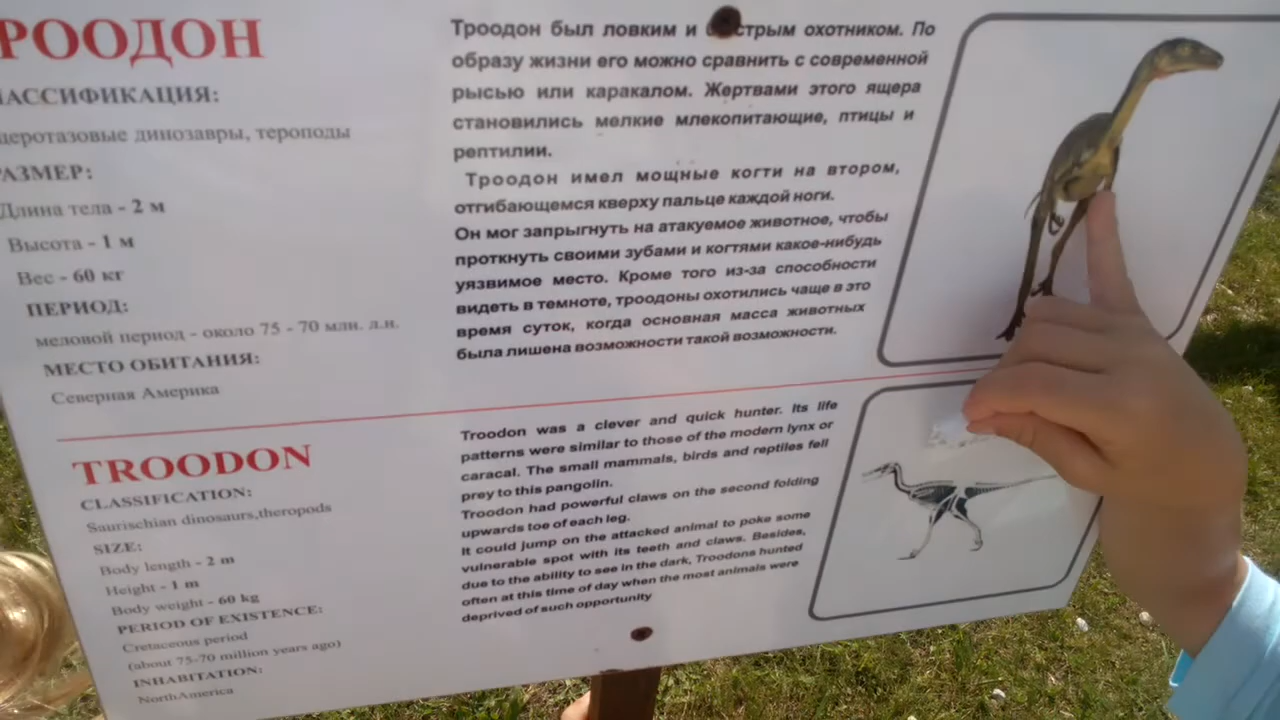 РООДОН
АССИФИКАЦИЯ:
церотазовые динозавры, тероподы
АЗМЕР:
Длина тела - 2 м
Высота - 1 м
Вес - 60 кг
ПЕРИОД:
меловой период - около 75 - 70 млн. л.н.
МЕСТО ОБИТАНИЯ:
Северная Америка
Троодон был ловким и стрым охотником. По
образу жизни его можно сравнить с современной
рысью или каракалом. Жертвами этого ящера
становились мелкие млекопитающие, птицы и
рептилии.
Троодон имел мощные когти на втором,
отгибающемся кверху пальце каждой ноги.
Он мог запрыгнуть на атакуемое животное, чтобы
проткнуть своими зубами и когтями какое-нибудь
уязвимое место. Кроме того из-за способности
видеть в темноте, троодоны охотились чаще в это
время суток, когда основная масса животных
была лишена возможности такой возможности.
TROODON
CLASSIFICATION:
Saurischian dinosaurs,theropods
SIZE:
Body length - 2 m
Height - 1 m
Body weight - 60 kg
PERIOD OF EXISTENCE:
Cretaceous period
(about 75-70 million years ago)
INHABITATION:
NorthAmerica
Troodon was a clever and quick hunter. Its life
patterns were similar to those of the modern lynx or
caracal. The small mammals, birds and reptiles fell
prey to this pangolin.
Troodon had powerful claws on the second folding
upwards toe of each leg.
It could jump on the attacked animal to poke some
vulnerable spot with its teeth and claws. Besides,
due to the ability to see in the dark, Troodons hunted
often at this time of day when the most animals were
deprived of such opportunity